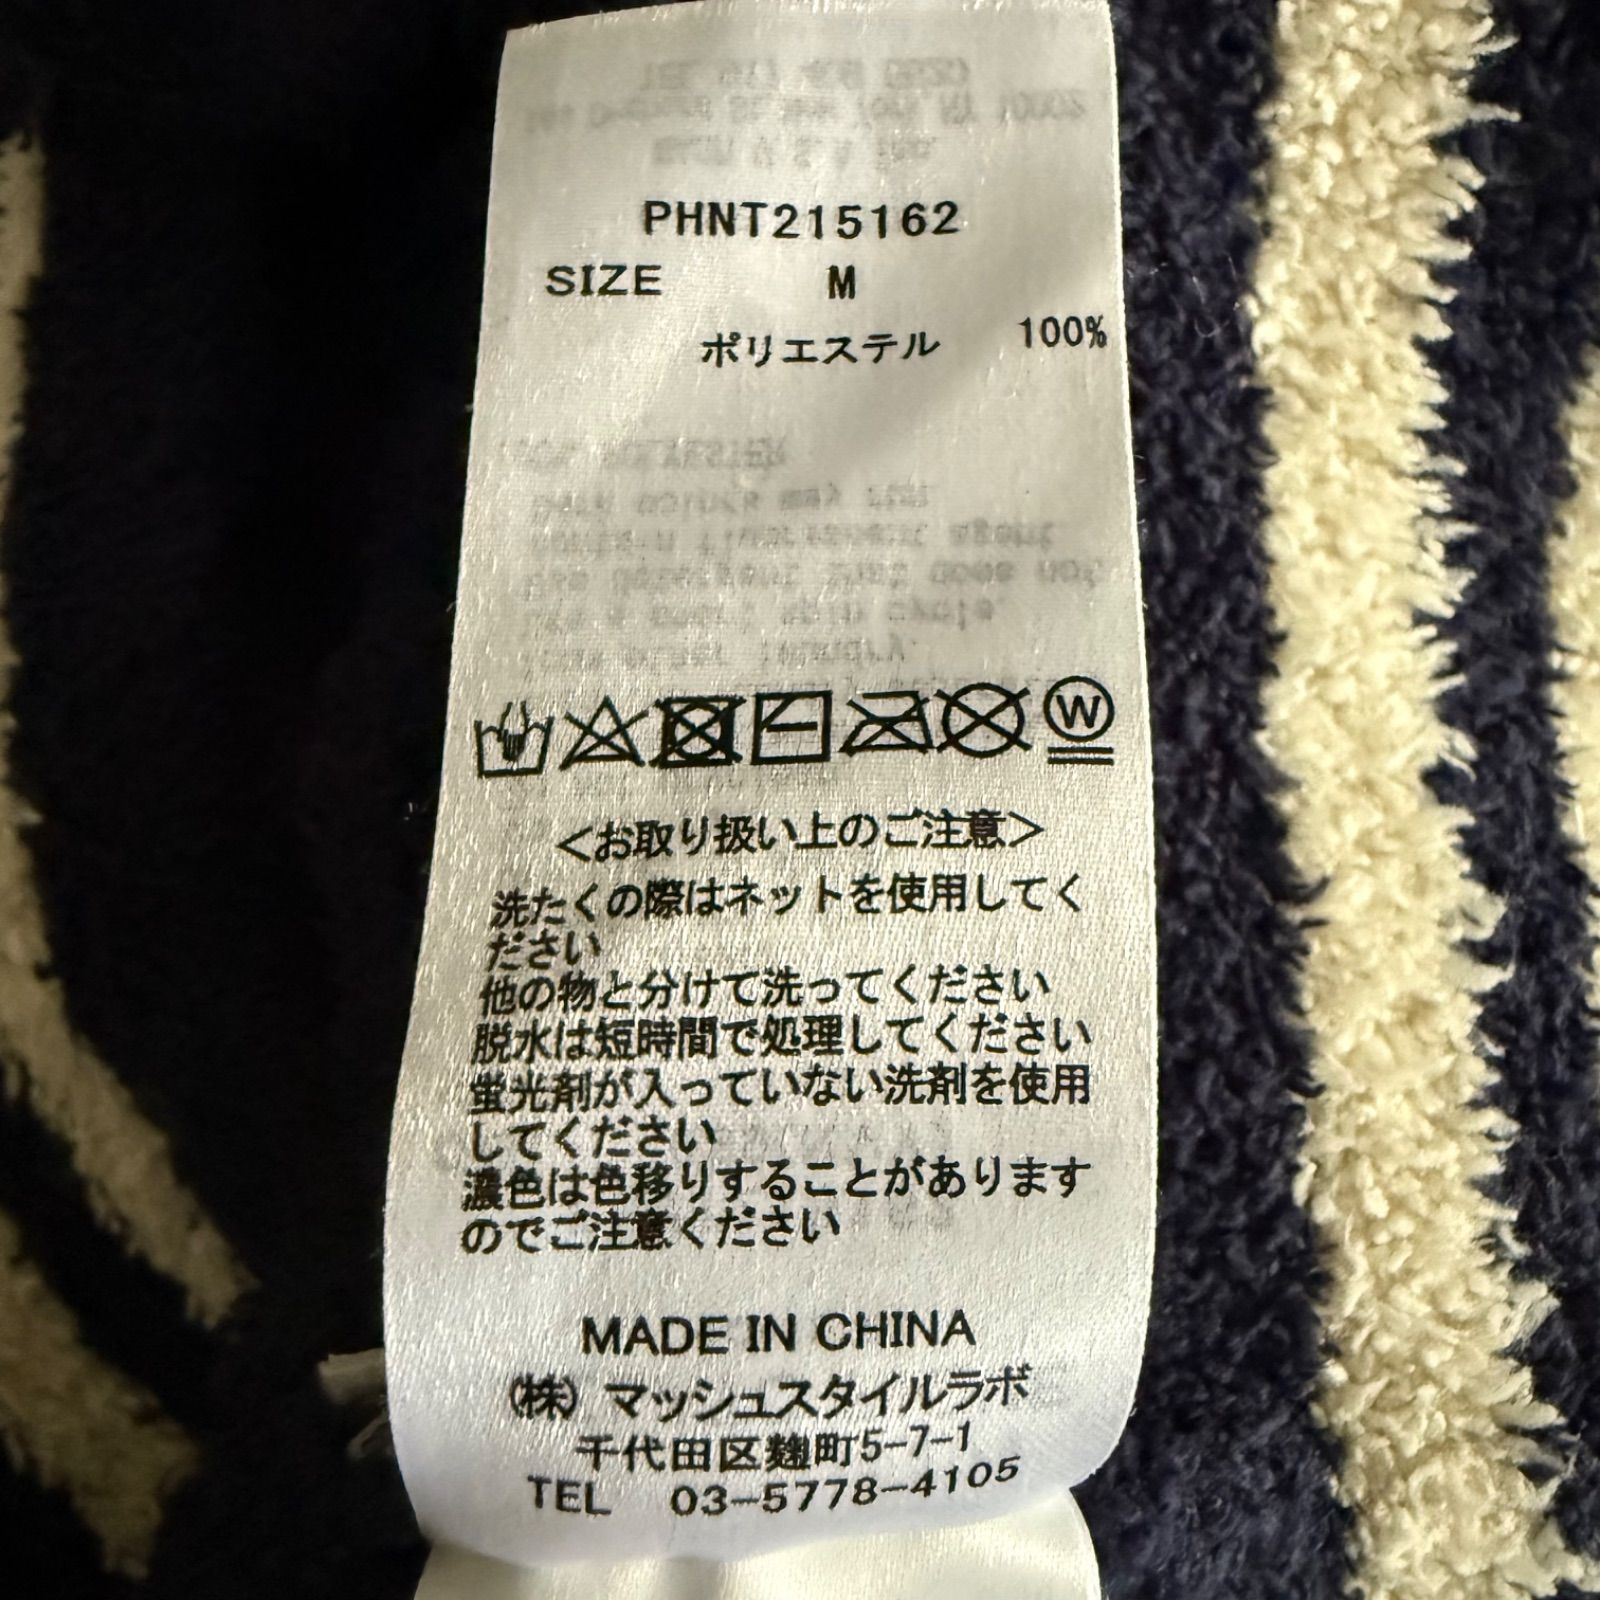 PHNT215162
SIZE M
ポリエステル 100%
W
<お取り扱い上のご注意>
洗たくの際はネットを使用してく
ださい
他の物と分けて洗ってください
脱水は短時間で処理してください
蛍光剤が入っていない洗剤を使用
してください
濃色は色移りすることがあります
のでご注意ください
MADE IN CHINA
(株) マッシュスタイルラボ
千代田区麹町5-7-1
TEL 03-5778-4105